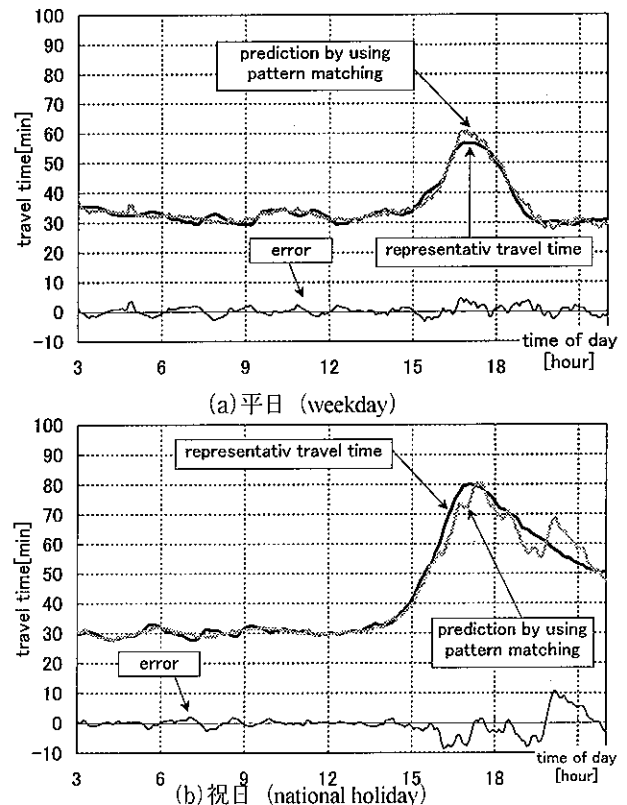 100
90
80
70
60
50
40
30
20
10
0
-10
travel time[min]
prediction by using
pattern matching
error
representativ travel time
time of day
[hour]
3
6
9
12
15
18
(a)平日 (weekday)
100
90
80
70
60
50
40
30
20
10
0
-10
travel time[min]
representativ travel time
prediction by using
pattern matching
error
time of day
[hour]
3
6
9
12
15
18
(b)祝日 (national holiday)